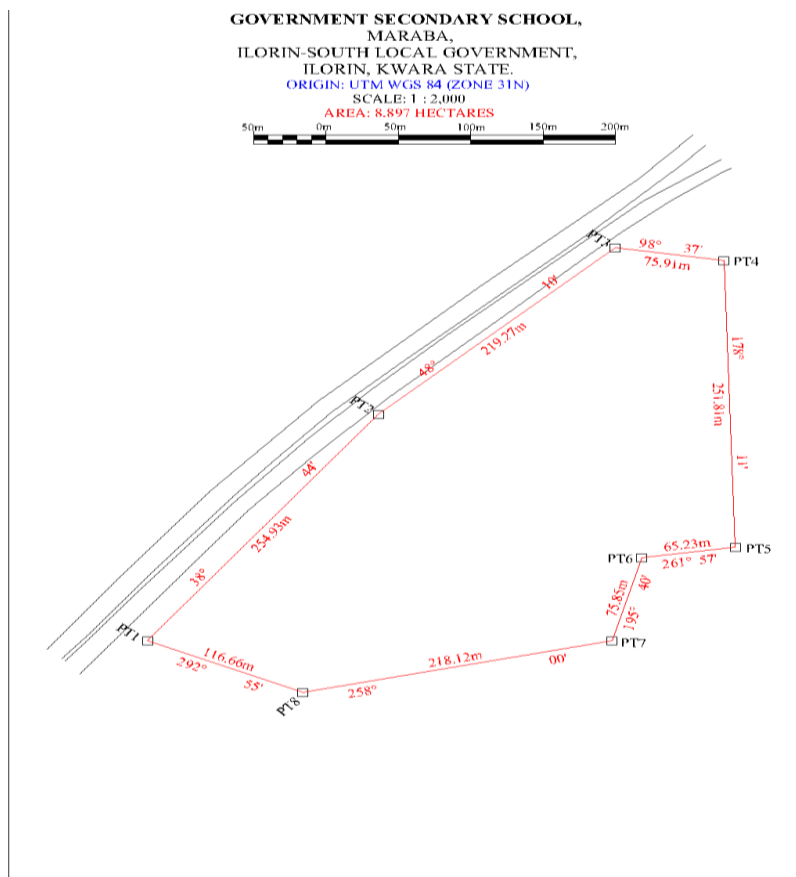 GOVERNMENT SECONDARY SCHOOL,
MARABA,
ILORIN-SOUTH LOCAL GOVERNMENT,
ILORIN, KWARA STATE.
ORIGIN: UTM WGS 84 (ZONE 31N)
SCALE: 1 : 2,000
AREA: 8.897 HECTARES
50m 0m 50m 100m 150m 200m
PT3
98° 37'
75.91m
PT4
48° 10'
219.27m
178° 11'
251.81m
PT2
38° 44'
254.93m
65.23m
261° 57'
PT5
PT6
75.85m
195° 40'
PT7
PT1
116.66m
292° 55'
218.12m
258° 00'
PT8